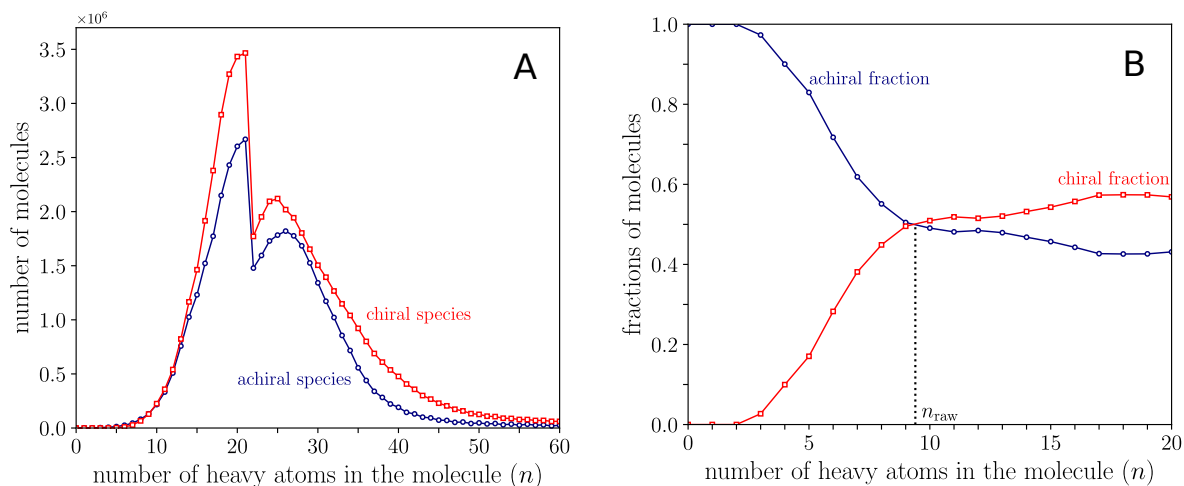 ×10⁶
A
3.5
3.0
2.5
2.0
1.5
1.0
0.5
0.0
number of molecules
chiral species
achiral species
0 10 20 30 40 50 60
number of heavy atoms in the molecule (n)
B
1.0
0.8
0.6
0.4
0.2
0.0
fractions of molecules
achiral fraction
chiral fraction
n_raw
0 5 10 15 20
number of heavy atoms in the molecule (n)